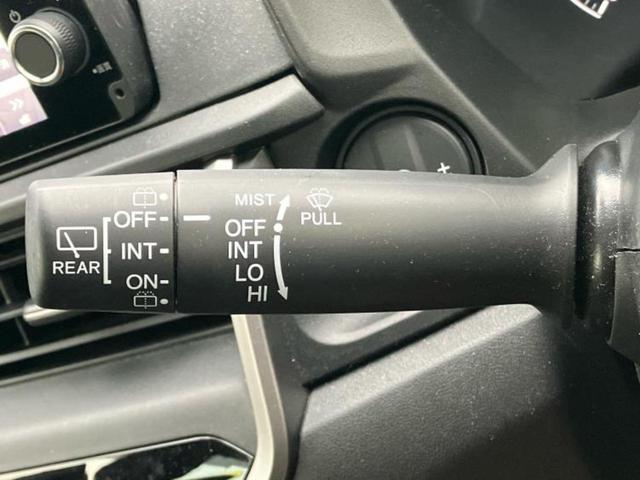 OFF
INT
REAR
ON
MIST
OFF
PULL
INT
LO
HI